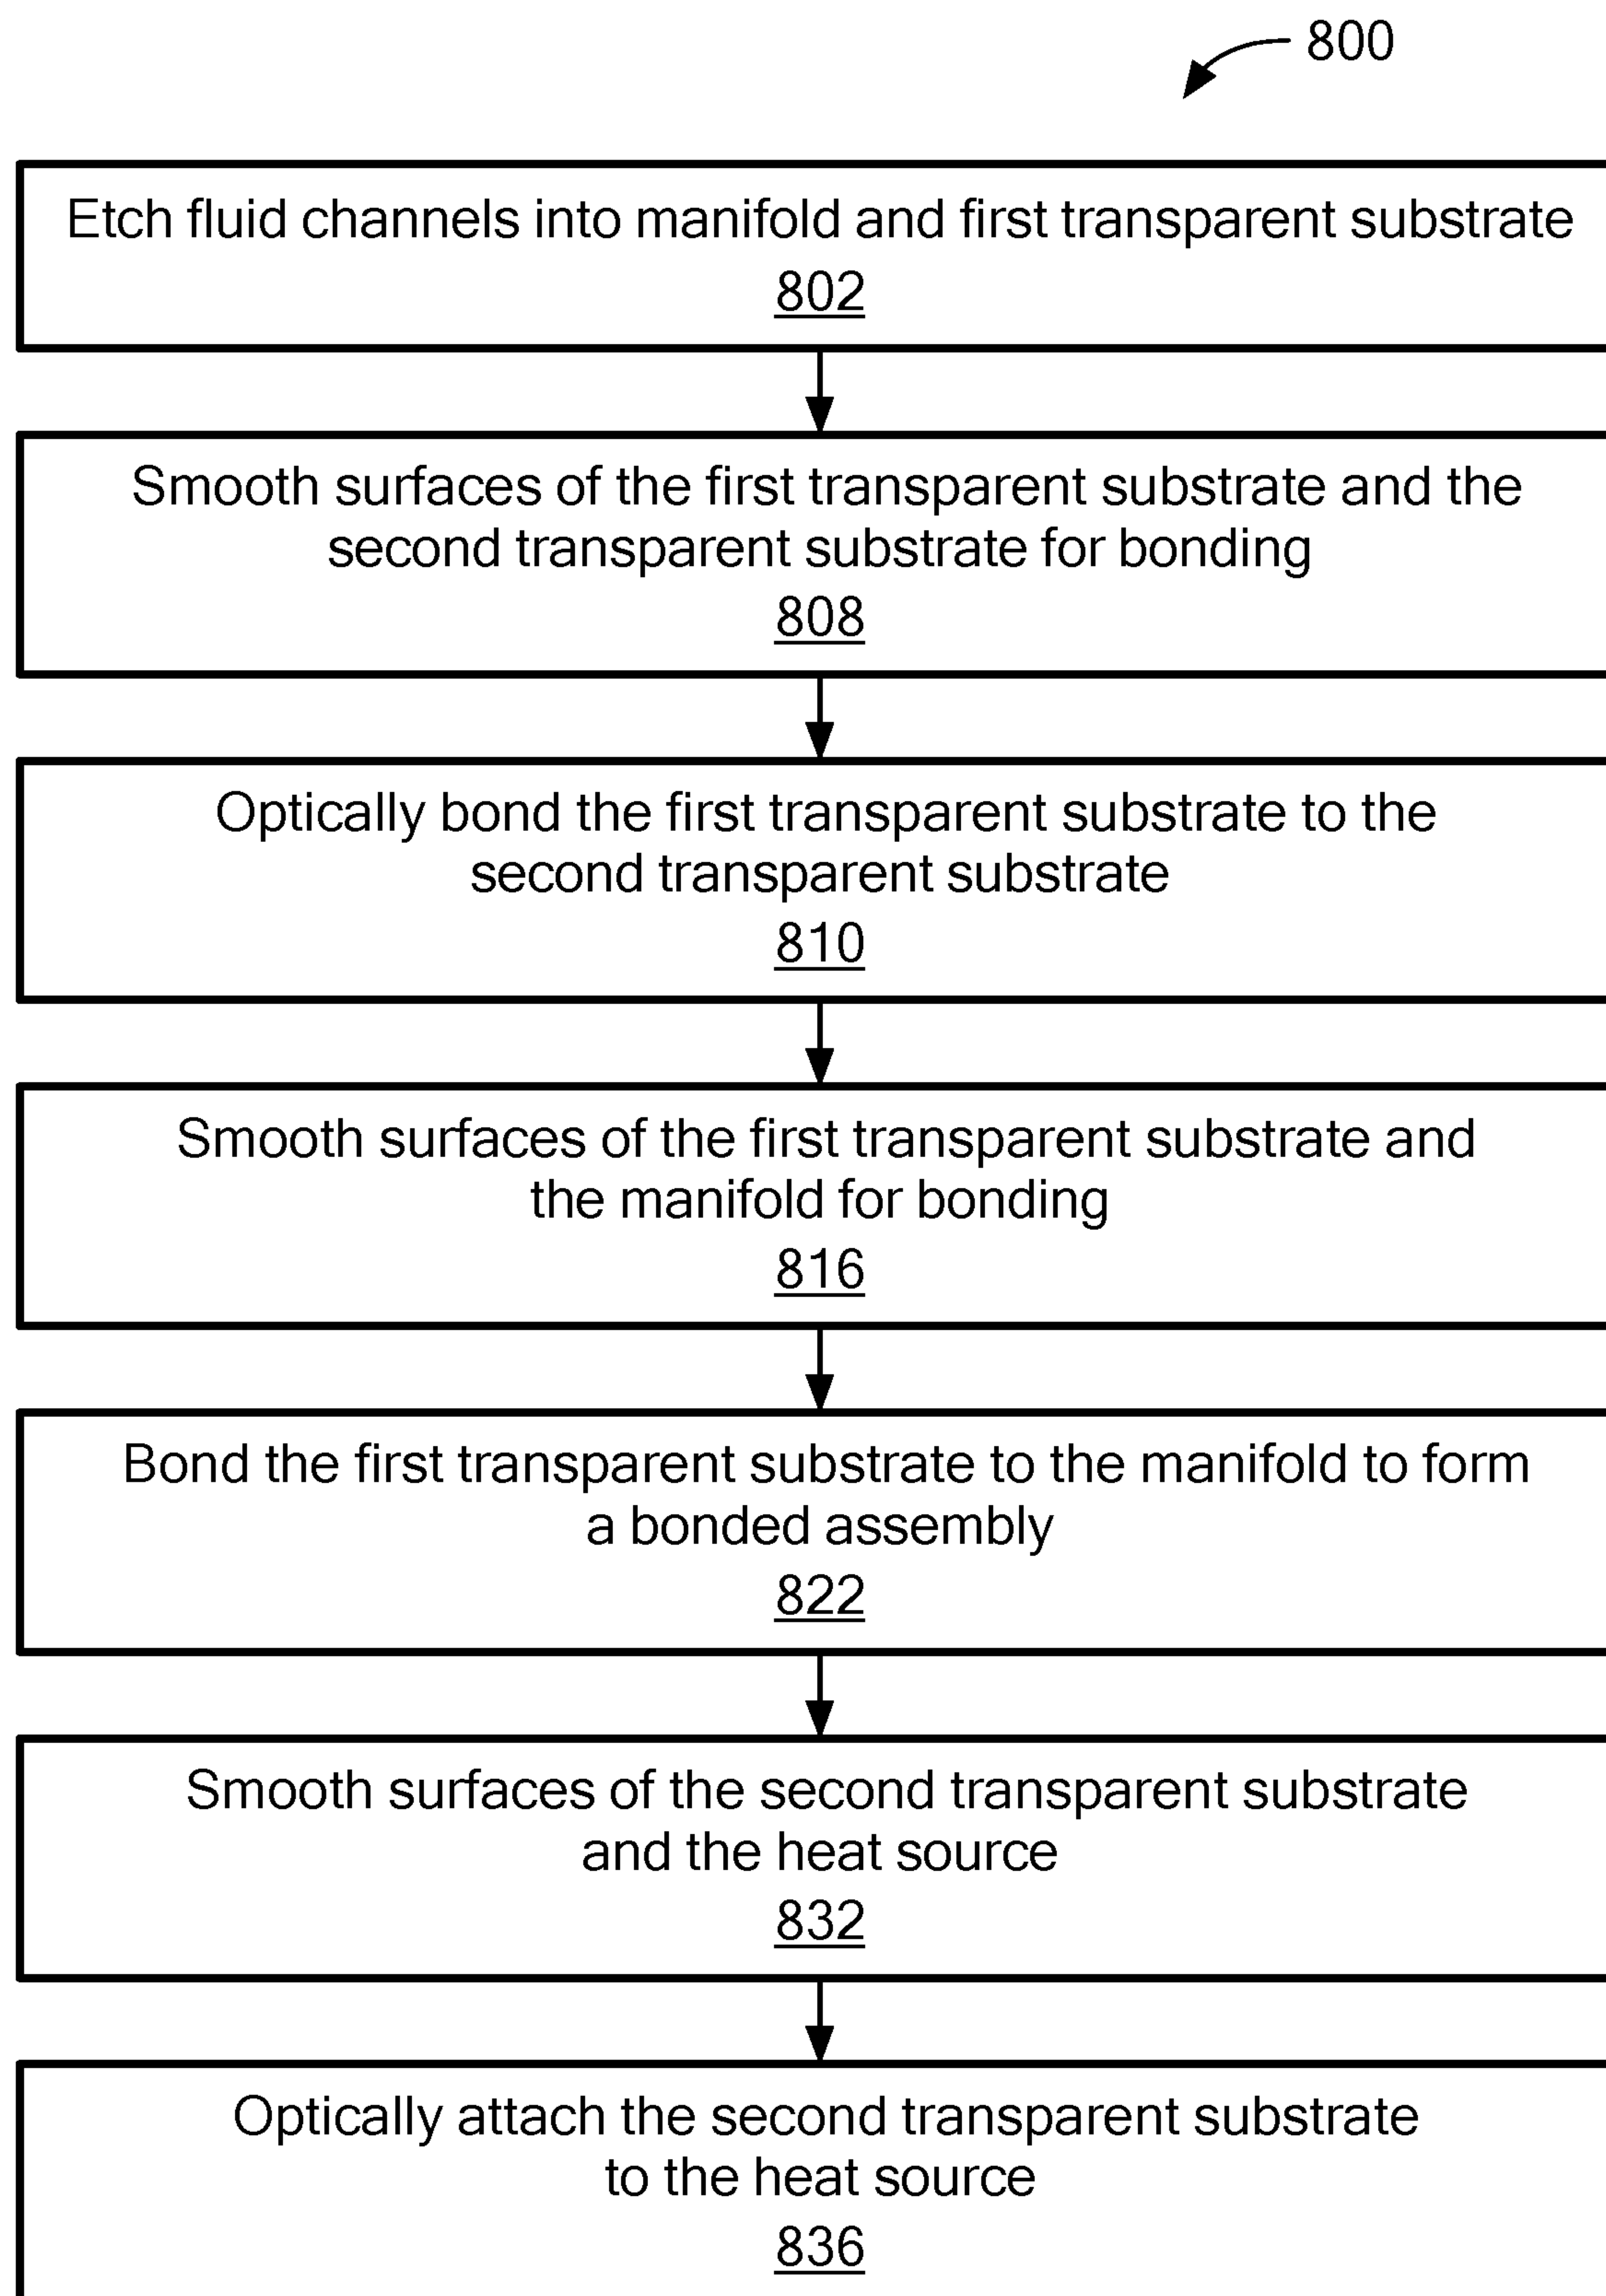 800
Etch fluid channels into manifold and first transparent substrate
802
Smooth surfaces of the first transparent substrate and the
second transparent substrate for bonding
808
Optically bond the first transparent substrate to the
second transparent substrate
810
Smooth surfaces of the first transparent substrate and
the manifold for bonding
816
Bond the first transparent substrate to the manifold to form
a bonded assembly
822
Smooth surfaces of the second transparent substrate
and the heat source
832
Optically attach the second transparent substrate
to the heat source
836